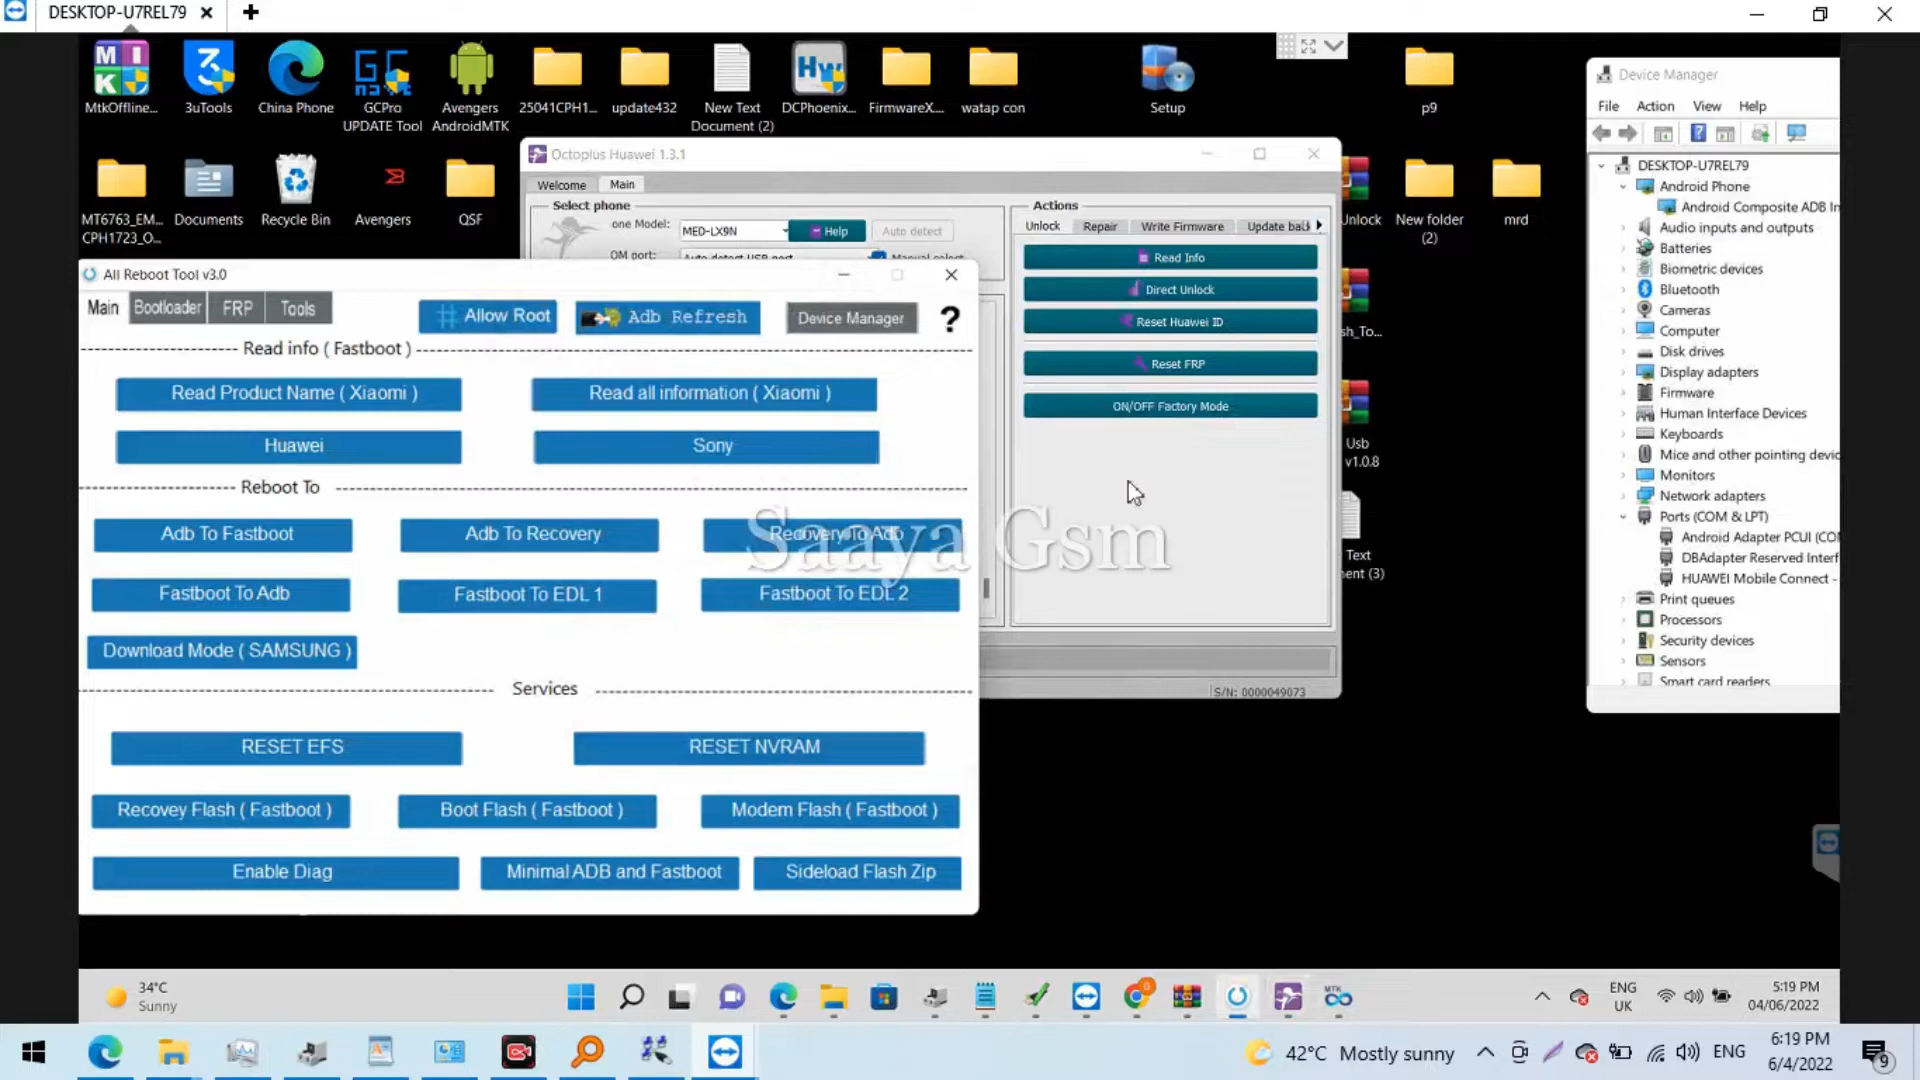 DESKTOP-U7REL79
MtkOffline...
3uTools
China Phone
GCPro
UPDATE Tool
Avengers
AndroidMTK
25041CPH1...
update432
New Text
Document (2)
DCPhoenix...
FirmwareX...
watap con
Setup
p9
MT6763_EM...
CPH1723_O...
Documents
Recycle Bin
Avengers
QSF
Unlock
New folder
(2)
mrd
sh_To...
Usb
v1.0.8
Text
ment (3)
Octoplus Huawei 1.3.1
Welcome
Main
Select phone
one Model:
MED-LX9N
Help
Auto detect
OM port:
Auto detect USB port
Manual select
Actions
Unlock
Repair
Write Firmware
Update
Read Info
Direct Unlock
Reset Huawei ID
Reset FRP
ON/OFF Factory Mode
S/N: 0000049073
All Reboot Tool v3.0
Main
Bootloader
FRP
Tools
Allow Root
Adb Refresh
Device Manager
?
Read info ( Fastboot )
Read Product Name ( Xiaomi )
Read all information ( Xiaomi )
Huawei
Sony
Reboot To
Adb To Fastboot
Adb To Recovery
Recovery To Adb
Fastboot To Adb
Fastboot To EDL 1
Fastboot To EDL 2
Download Mode ( SAMSUNG )
Services
RESET EFS
RESET NVRAM
Recovey Flash ( Fastboot )
Boot Flash ( Fastboot )
Modem Flash ( Fastboot )
Enable Diag
Minimal ADB and Fastboot
Sideload Flash Zip
Saaya Gsm
Device Manager
File Action View Help
DESKTOP-U7REL79
Android Phone
Android Composite ADB In
Audio inputs and outputs
Batteries
Biometric devices
Bluetooth
Cameras
Computer
Disk drives
Display adapters
Firmware
Human Interface Devices
Keyboards
Mice and other pointing devic
Monitors
Network adapters
Ports (COM & LPT)
Android Adapter PCUI (CO
DBAdapter Reserved Interf
HUAWEI Mobile Connect -
Print queues
Processors
Security devices
Sensors
Smart card readers
34°C
Sunny
ENG
UK
5:19 PM
04/06/2022
42°C Mostly sunny
ENG
6:19 PM
6/4/2022
9